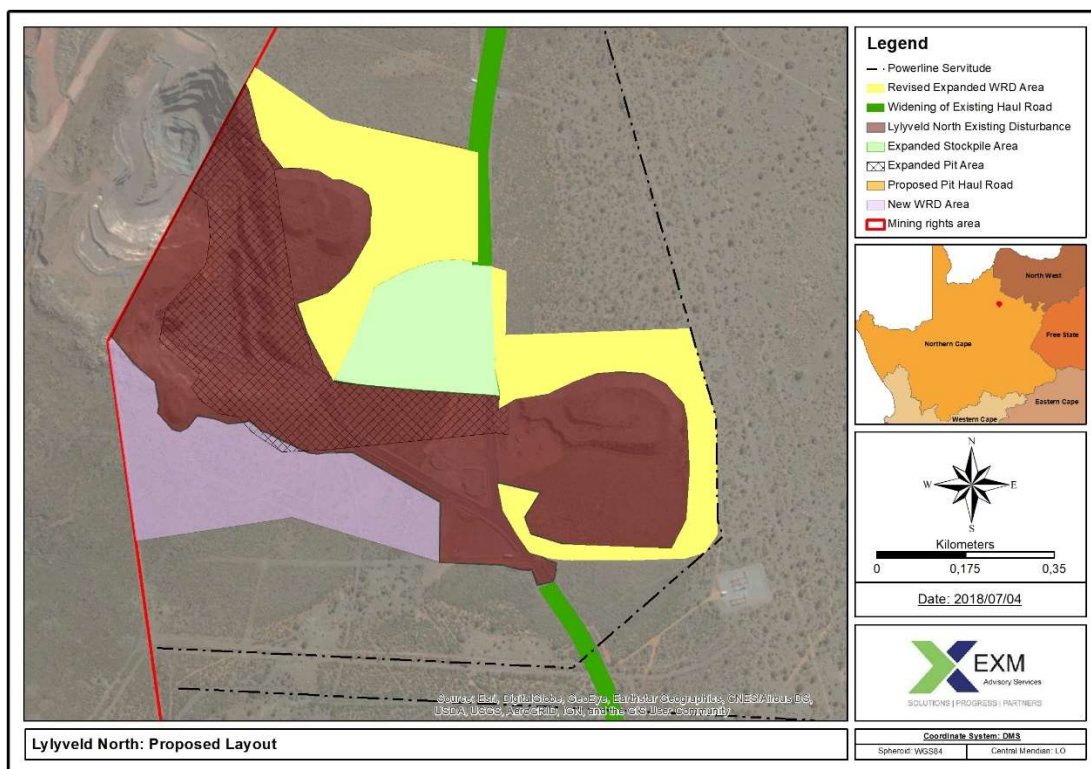 Legend
Powerline Servitude
Revised Expanded WRD Area
Widening of Existing Haul Road
Lylyveld North Existing Disturbance
Expanded Stockpile Area
Expanded Pit Area
Proposed Pit Haul Road
New WRD Area
Mining rights area
North West
Northern Cape
Free State
Eastern Cape
Western Cape
N
W
E
S
Kilometers
0 0,175 0,35
Date: 2018/07/04
EXM
Advisory Services
SOLUTIONS | PROGRESS | PARTNERS
Source: Esri, DigitalGlobe, GeoEye, Earthstar Geographics, CNES/Airbus DS,
USDA, USGS, AeroGRID, IGN, and the GIS User Community
Lylyveld North: Proposed Layout
Coordinate System: DMS
Spheroid: WGS84
Central Meridian: LO